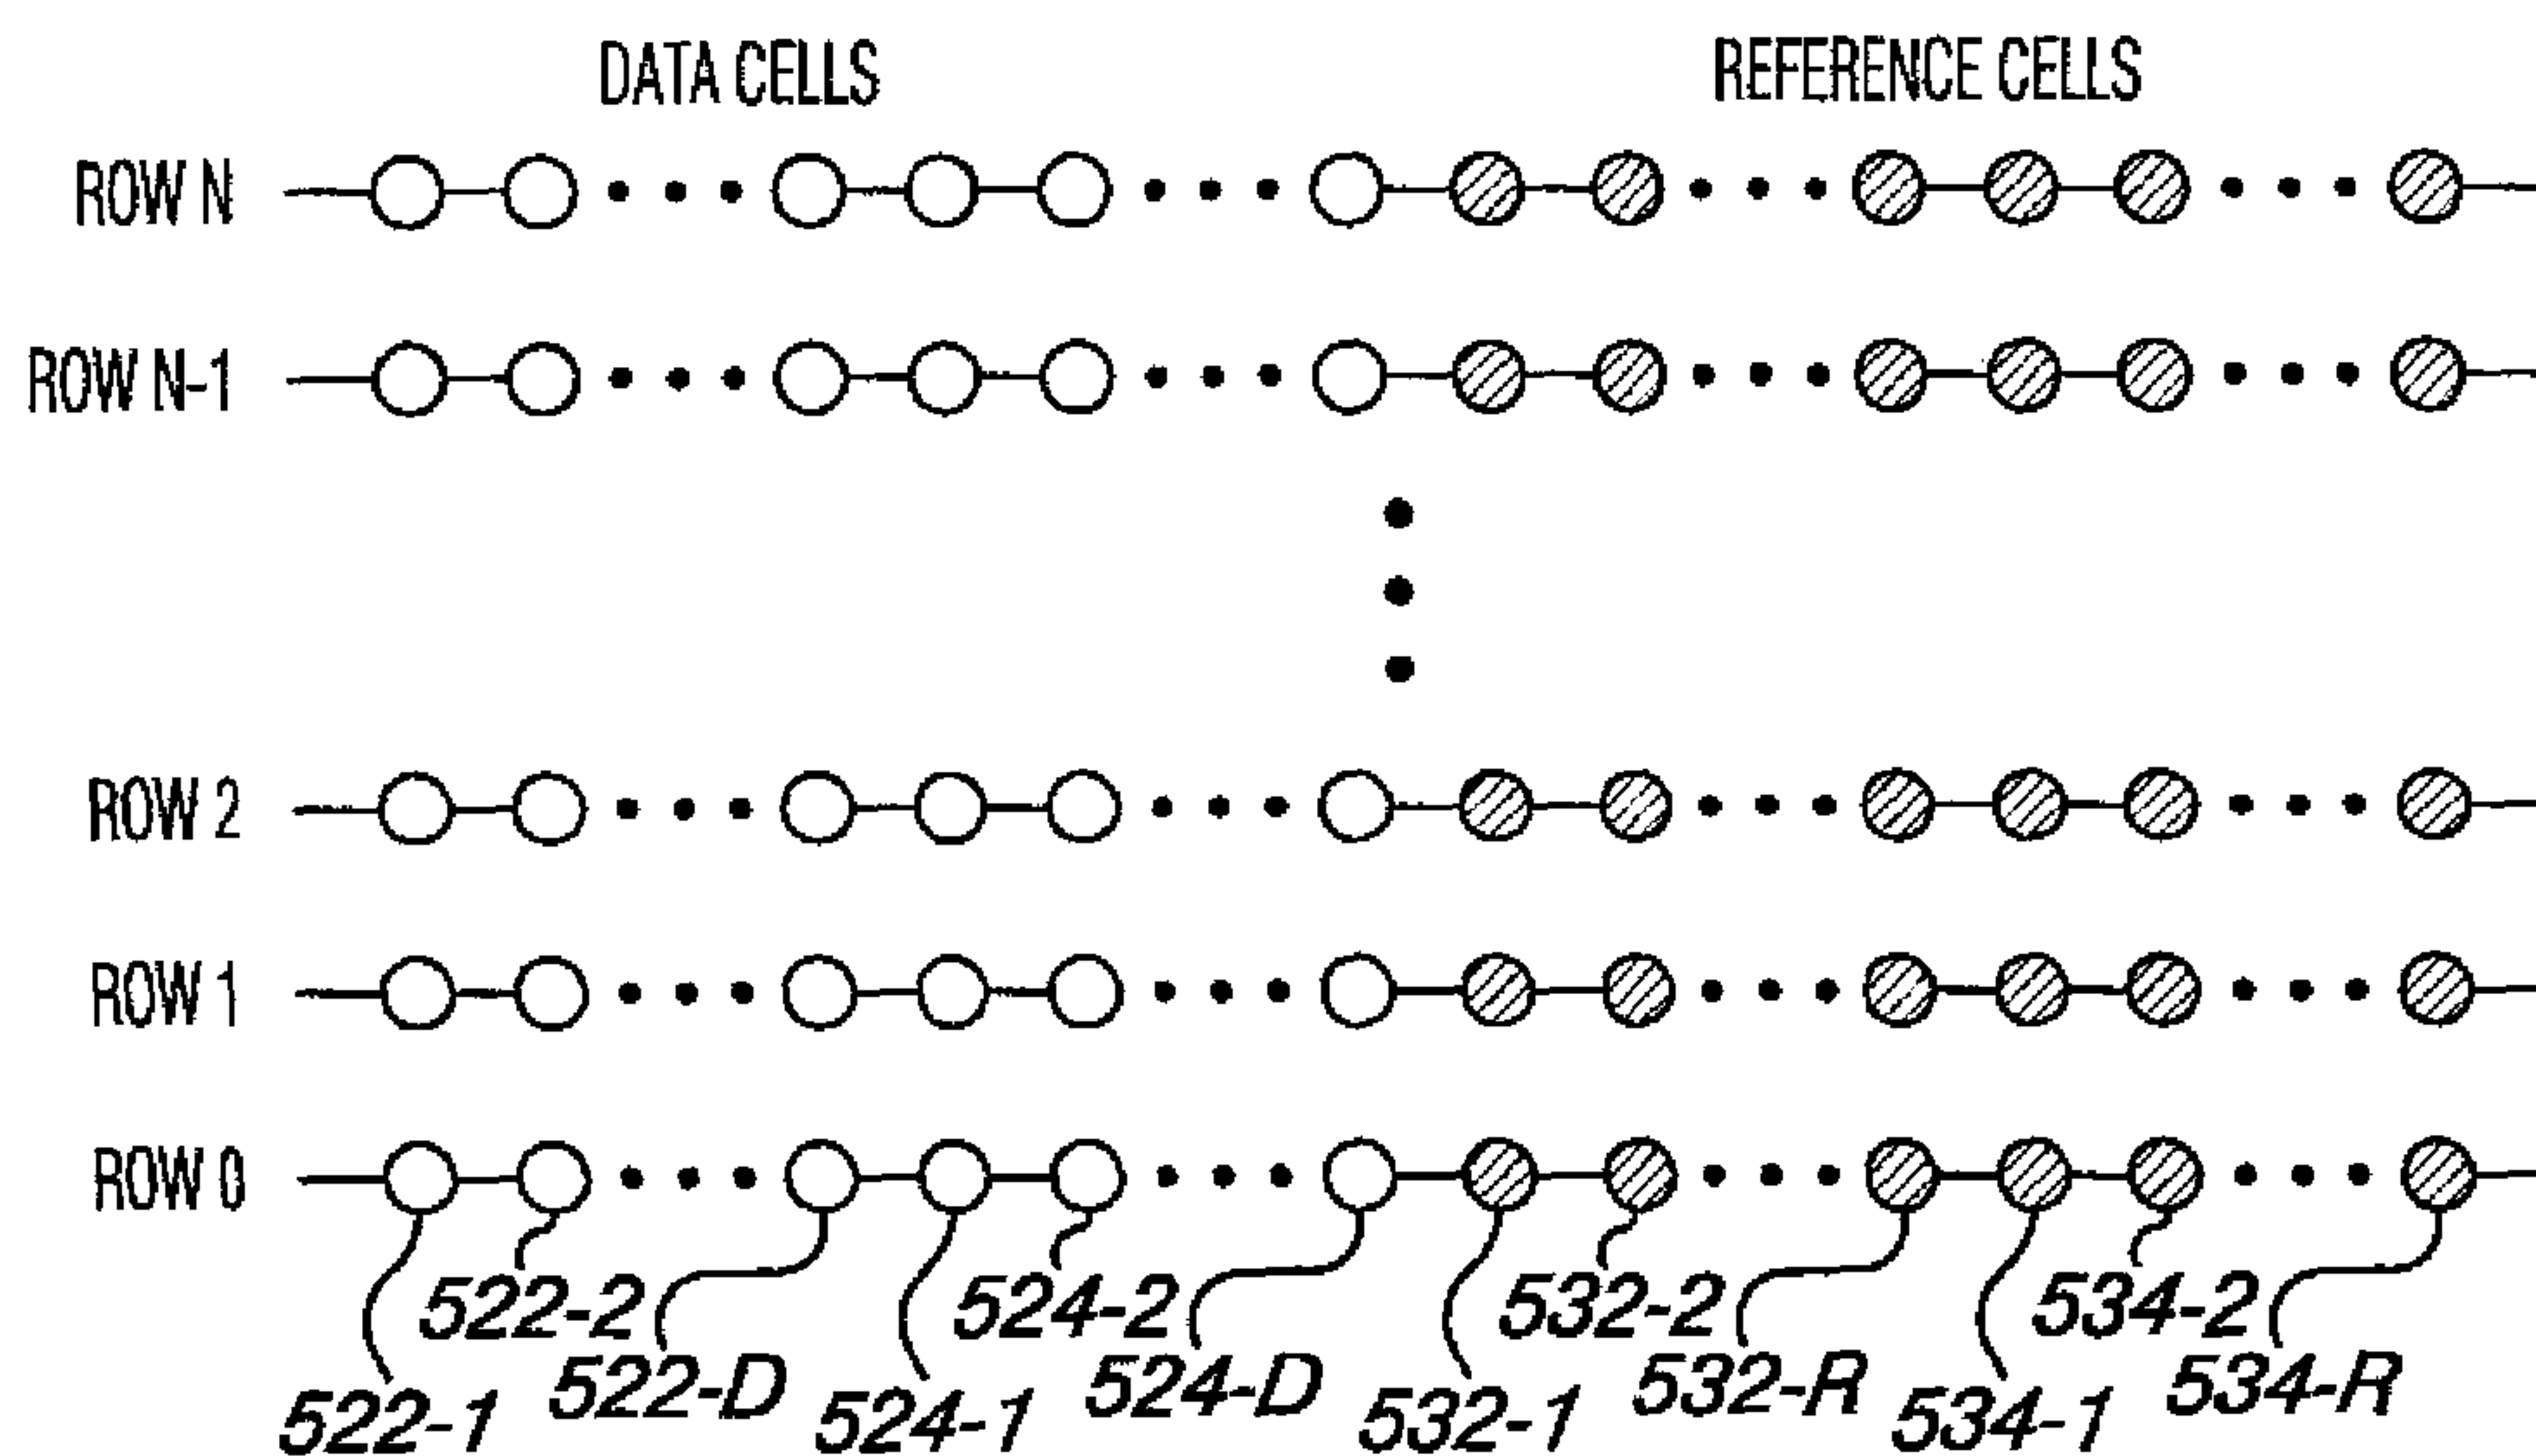 DATA CELLS REFERENCE CELLS
ROW N
ROW N-1
ROW 2
ROW 1
ROW 0
522-2 524-2 532-2 534-2
522-D 524-D 532-R 534-R
522-1 524-1 532-1 534-1